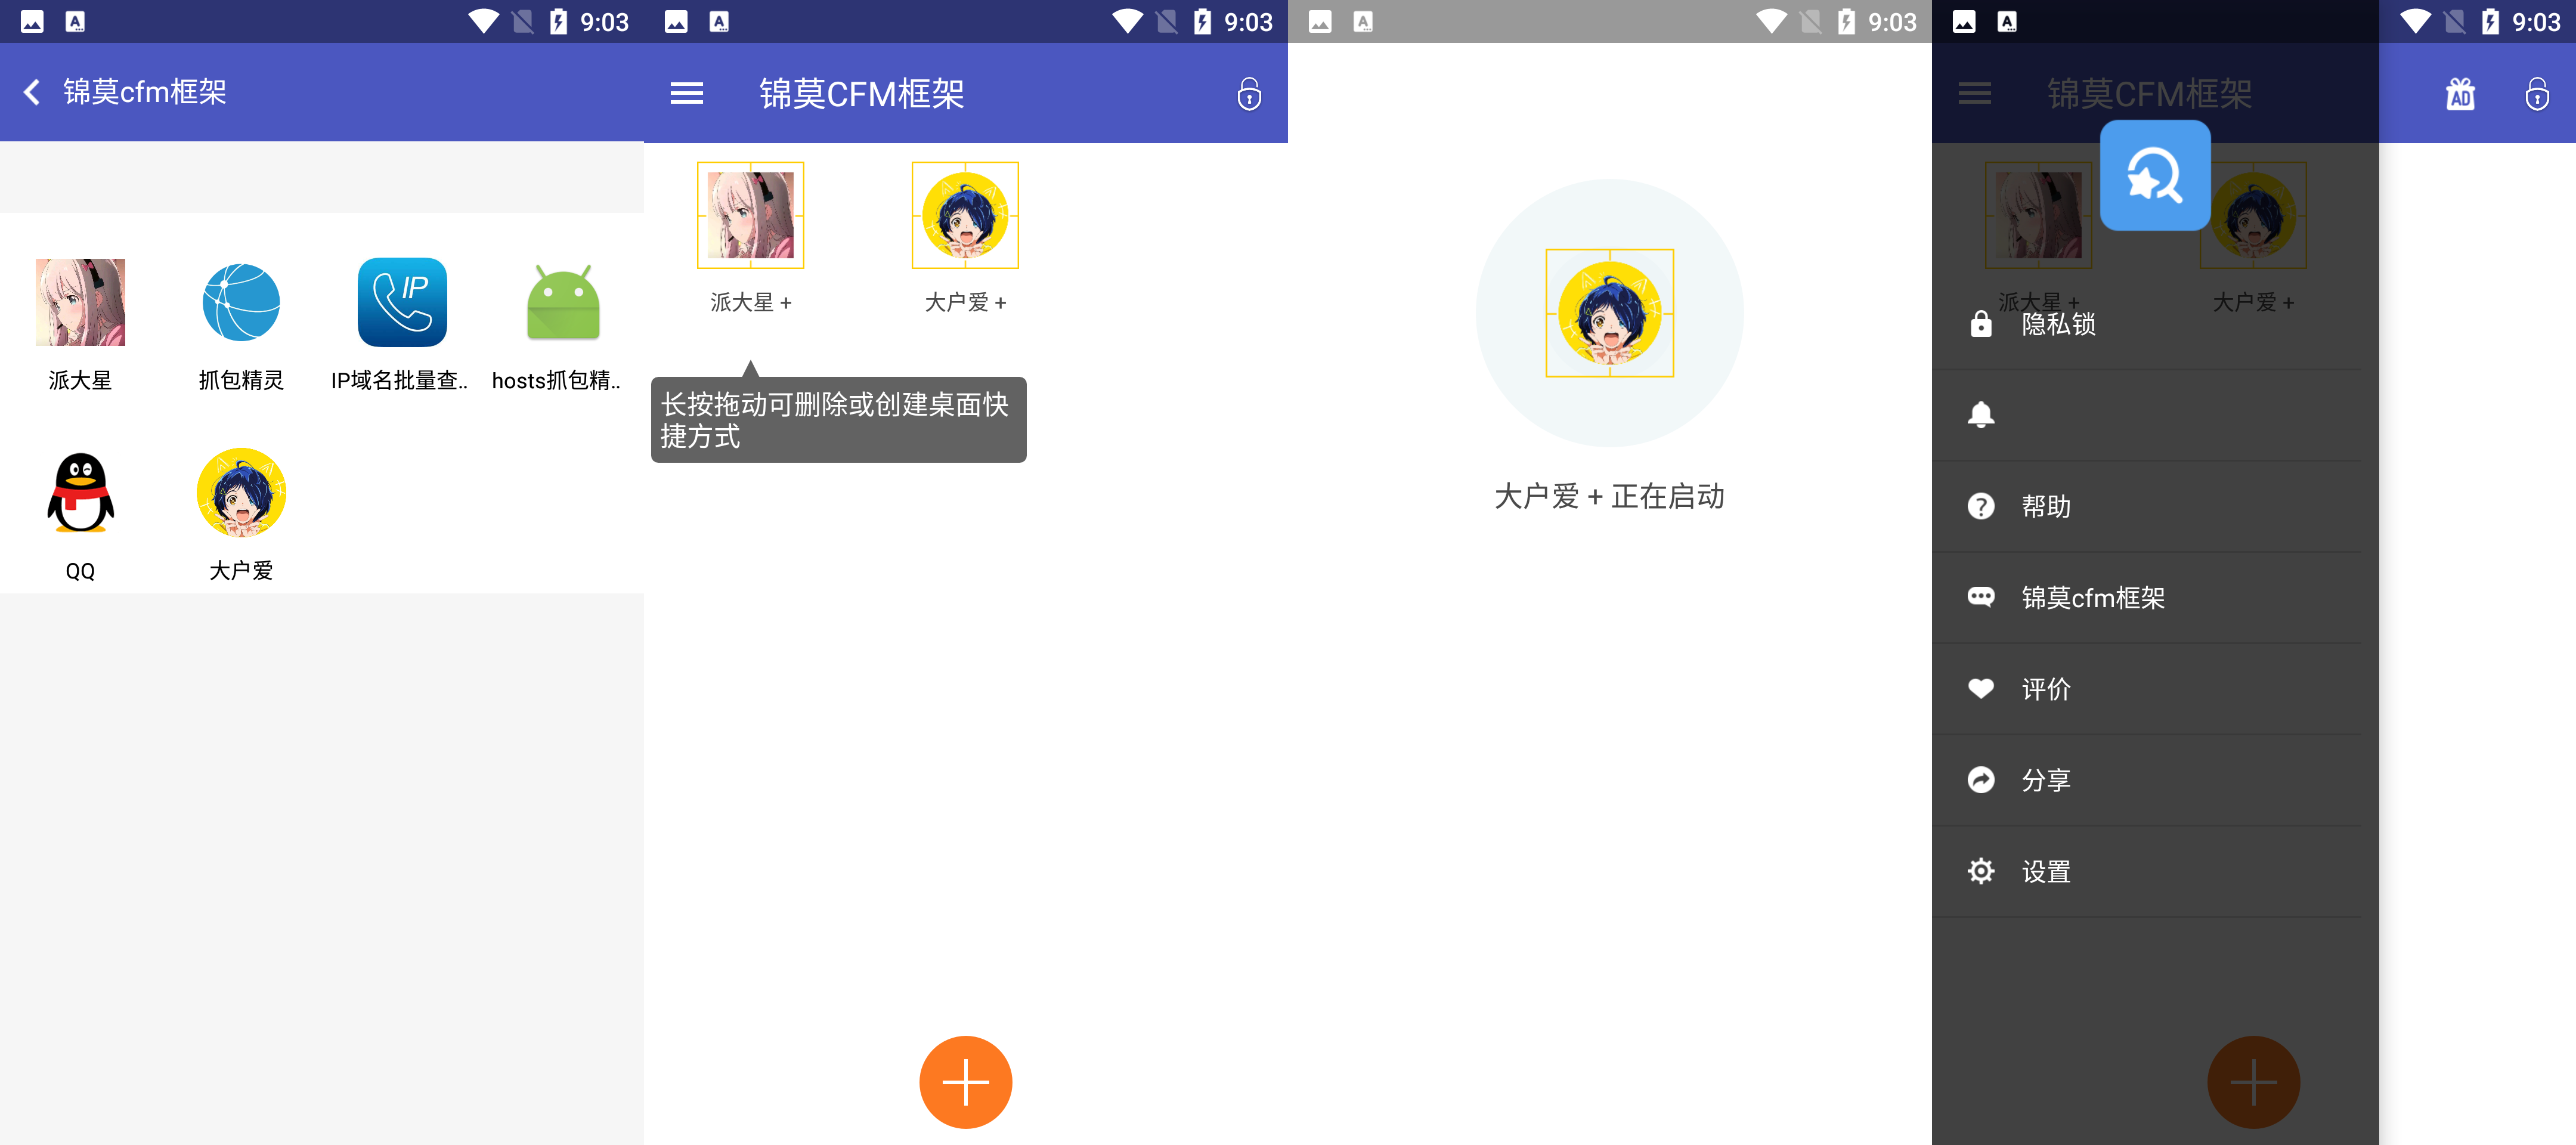 9:03
锦莫cfm框架
派大星
抓包精灵
IP
IP域名批量查..
hosts抓包精..
QQ
大户爱
9:03
锦莫CFM框架
派大星 +
大户爱 +
长按拖动可删除或创建桌面快
捷方式
9:03
大户爱 + 正在启动
9:03
锦莫CFM框架
AD
派大星 +
大户爱 +
隐私锁
帮助
锦莫cfm框架
评价
分享
设置